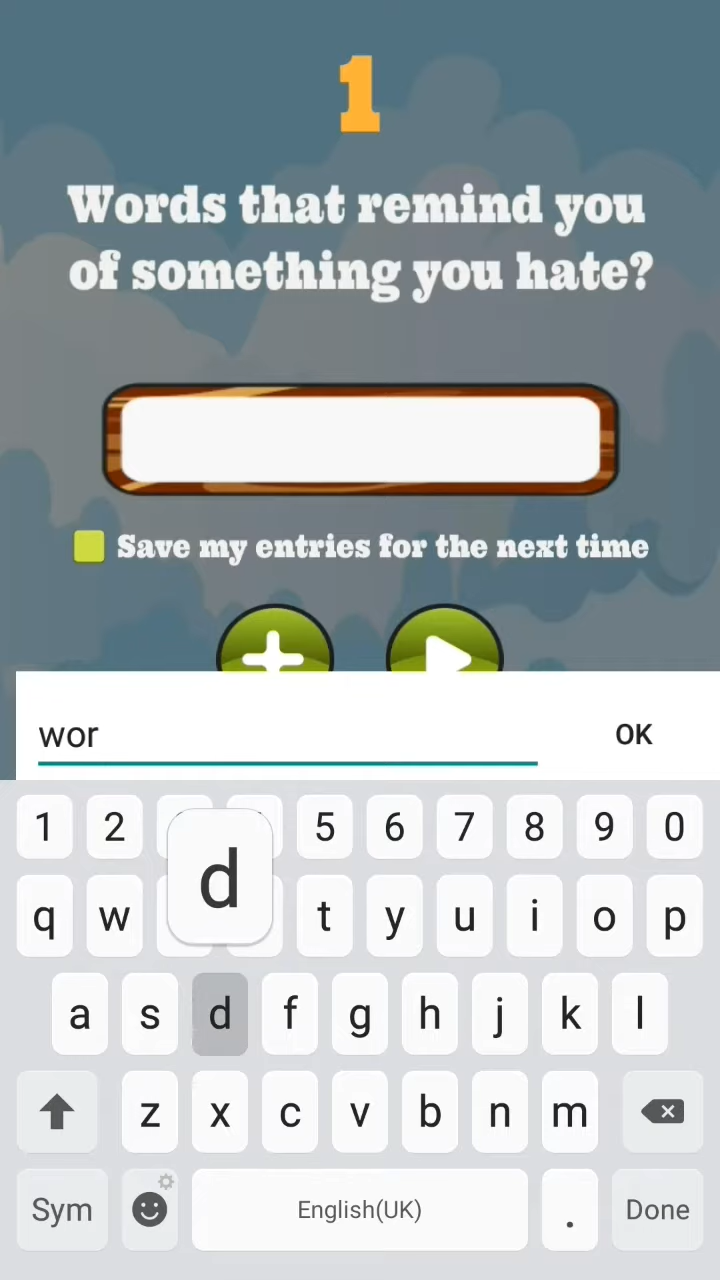 1
Words that remind you
of something you hate?
Save my entries for the next time
wor
OK
1 2 5 6 7 8 9 0
d
q w t y u i o p
a s d f g h j k l
z x c v b n m
Sym English(UK) . Done